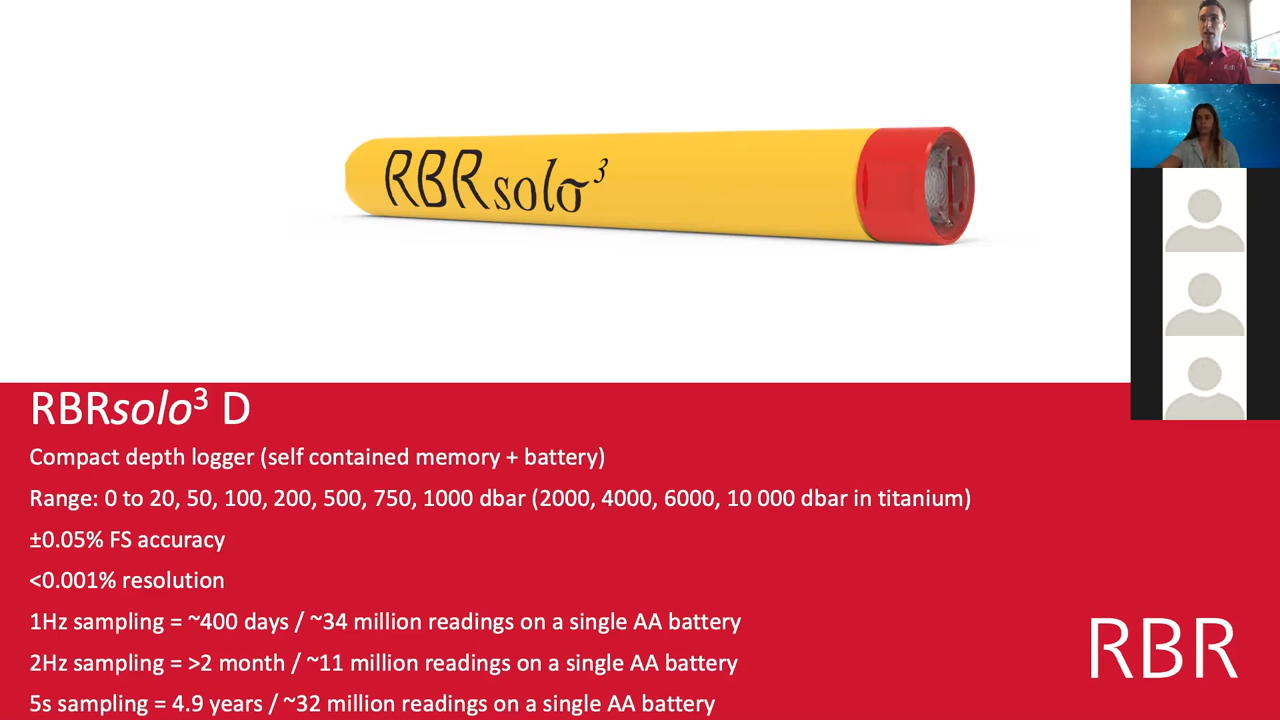 RBRsolo³
RBRsolo³ D
Compact depth logger (self contained memory + battery)
Range: 0 to 20, 50, 100, 200, 500, 750, 1000 dbar (2000, 4000, 6000, 10 000 dbar in titanium)
±0.05% FS accuracy
<0.001% resolution
1Hz sampling = ~400 days / ~34 million readings on a single AA battery
2Hz sampling = >2 month / ~11 million readings on a single AA battery
5s sampling = 4.9 years / ~32 million readings on a single AA battery
RBR